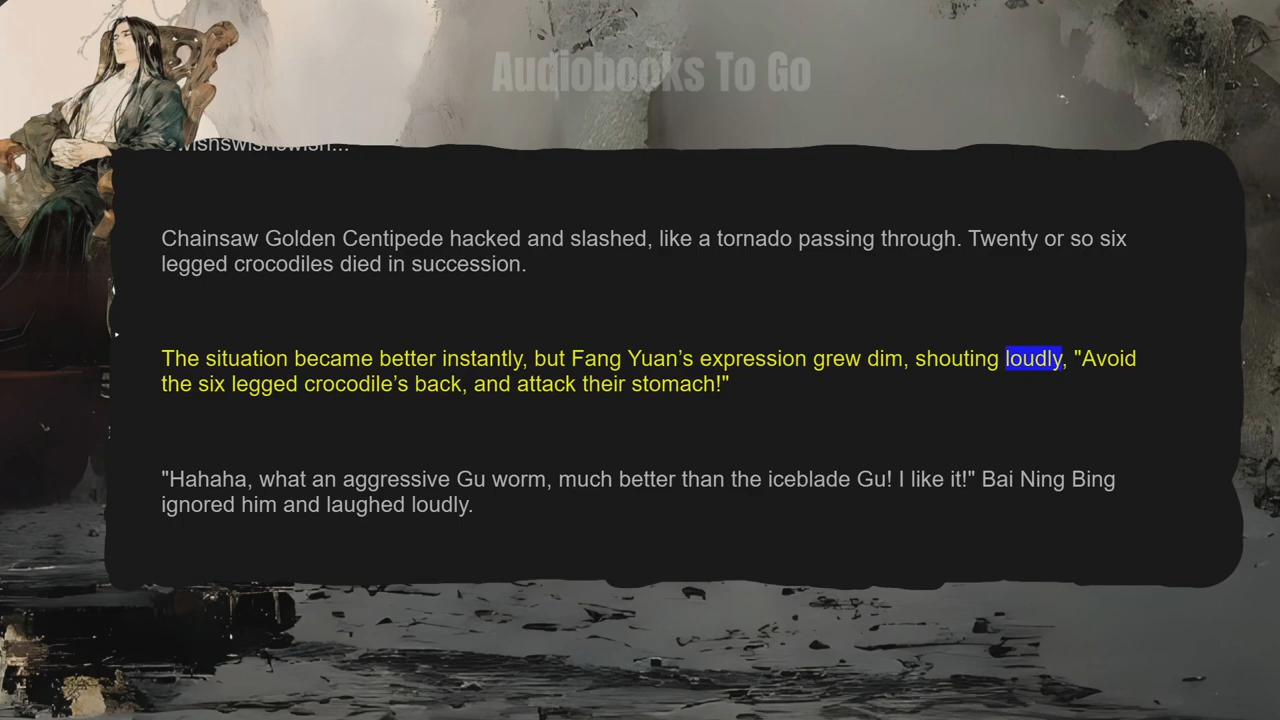 Audiobooks To Go
Chainsaw Golden Centipede hacked and slashed, like a tornado passing through. Twenty or so six
legged crocodiles died in succession.
The situation became better instantly, but Fang Yuan’s expression grew dim, shouting loudly, "Avoid
the six legged crocodile’s back, and attack their stomach!"
"Hahaha, what an aggressive Gu worm, much better than the iceblade Gu! I like it!" Bai Ning Bing
ignored him and laughed loudly.